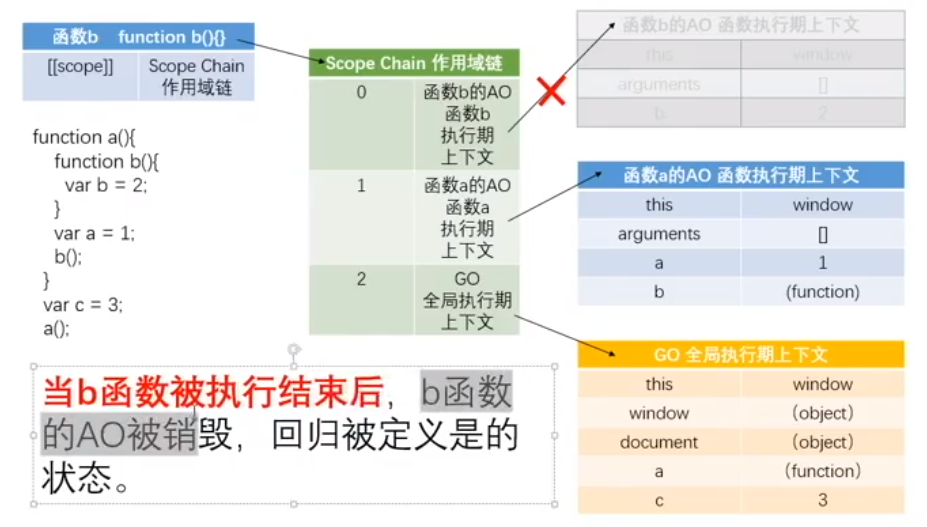 函数b function b(){}
[[scope]] Scope Chain
作用域链
function a(){
function b(){
var b = 2;
}
var a = 1;
b();
}
var c = 3;
a();
Scope Chain 作用域链
0 函数b的AO
函数b
执行期
上下文
1 函数a的AO
函数a
执行期
上下文
2 GO
全局执行期
上下文
函数b的AO 函数执行期上下文
this window
arguments []
b 2
函数a的AO 函数执行期上下文
this window
arguments []
a 1
b (function)
GO 全局执行期上下文
this window
window （object）
document （object）
a （function）
c 3
当b函数被执行结束后，b函数
的AO被销毁，回归被定义是的
状态。